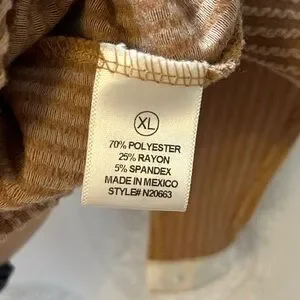 XL
70% POLYESTER
25% RAYON
5% SPANDEX
MADE IN MEXICO
STYLE# N20663